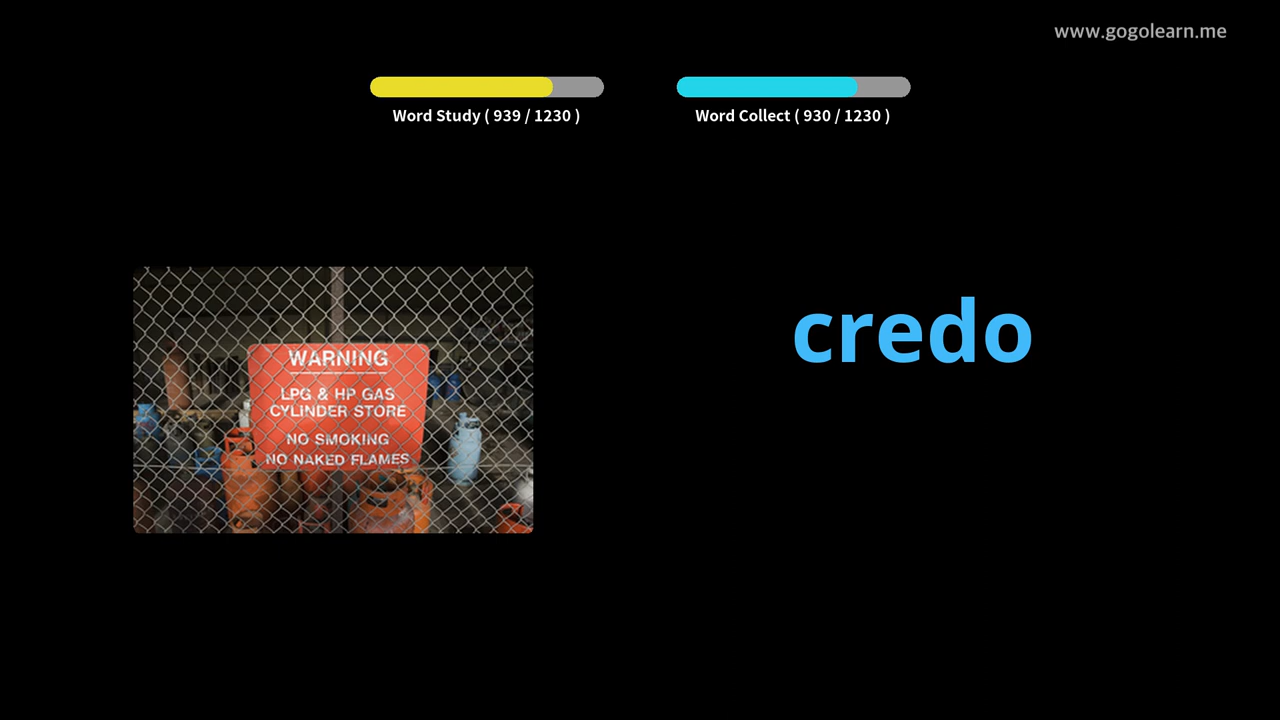 www.gogolearn.me
Word Study ( 939 / 1230 )
Word Collect ( 930 / 1230 )
WARNING
LPG & HP GAS
CYLINDER STORE
NO SMOKING
NO NAKED FLAMES
credo